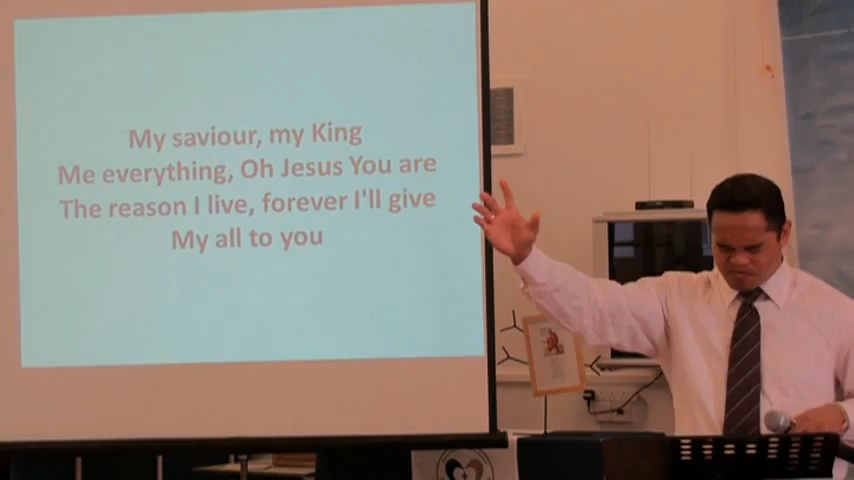 My saviour, my King
Me everything, Oh Jesus You are
The reason I live, forever I'll give
My all to you